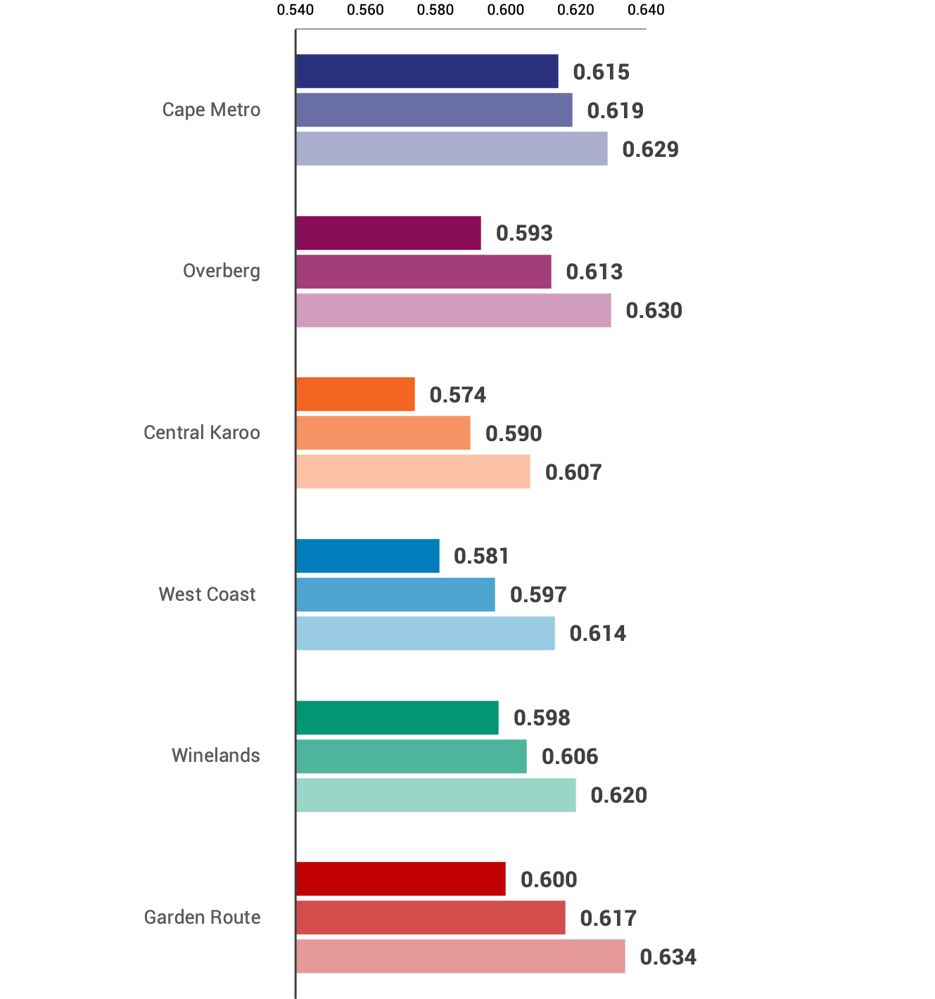 0.540 0.560 0.580 0.600 0.620 0.640
0.615
Cape Metro 0.619
0.629
0.593
Overberg 0.613
0.630
0.574
Central Karoo 0.590
0.607
0.581
West Coast 0.597
0.614
0.598
Winelands 0.606
0.620
0.600
Garden Route 0.617
0.634